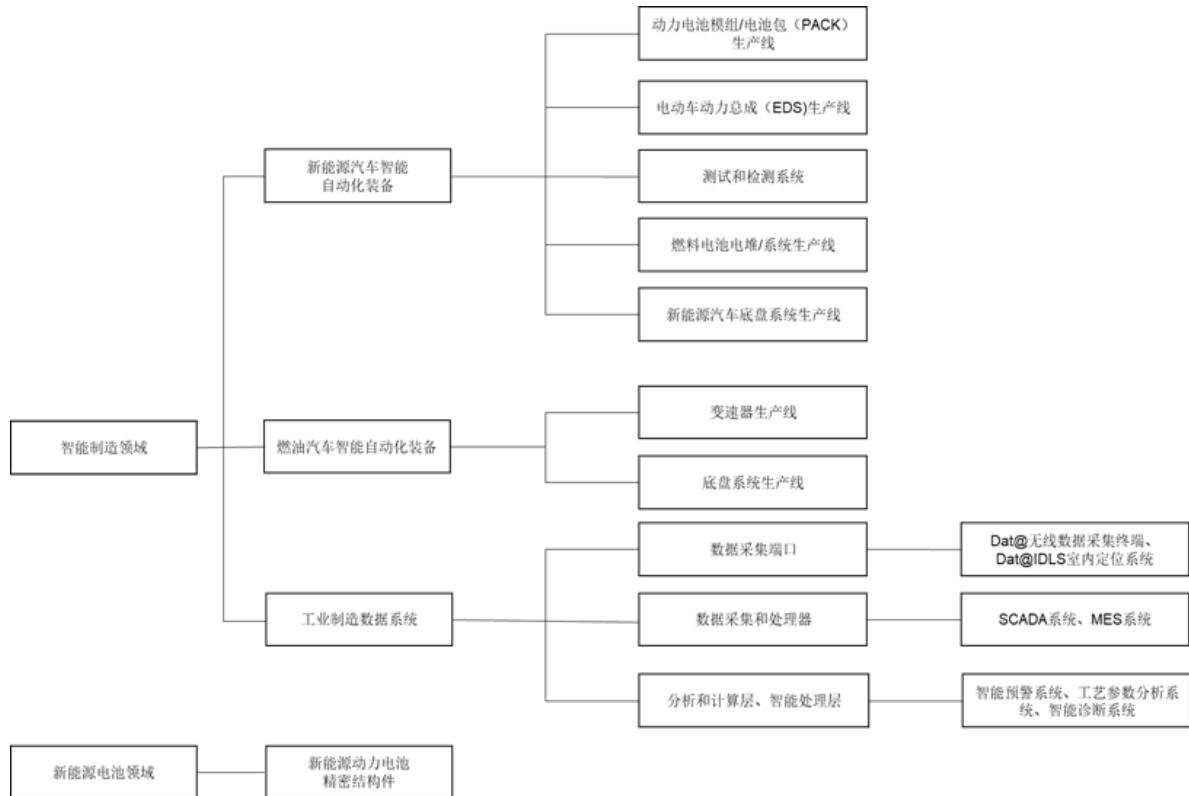 动力电池模组/电池包（PACK）
生产线
电动车动力总成（EDS)生产线
新能源汽车智能
自动化装备
测试和检测系统
燃料电池电堆/系统生产线
新能源汽车底盘系统生产线
智能制造领域
燃油汽车智能自动化装备
变速器生产线
底盘系统生产线
数据采集端口
Dat@无线数据采集终端、
Dat@IDLS室内定位系统
工业制造数据系统
数据采集和处理器
SCADA系统、MES系统
分析和计算层、智能处理层
智能预警系统、工艺参数分析系
统、智能诊断系统
新能源电池领域
新能源动力电池
精密结构件